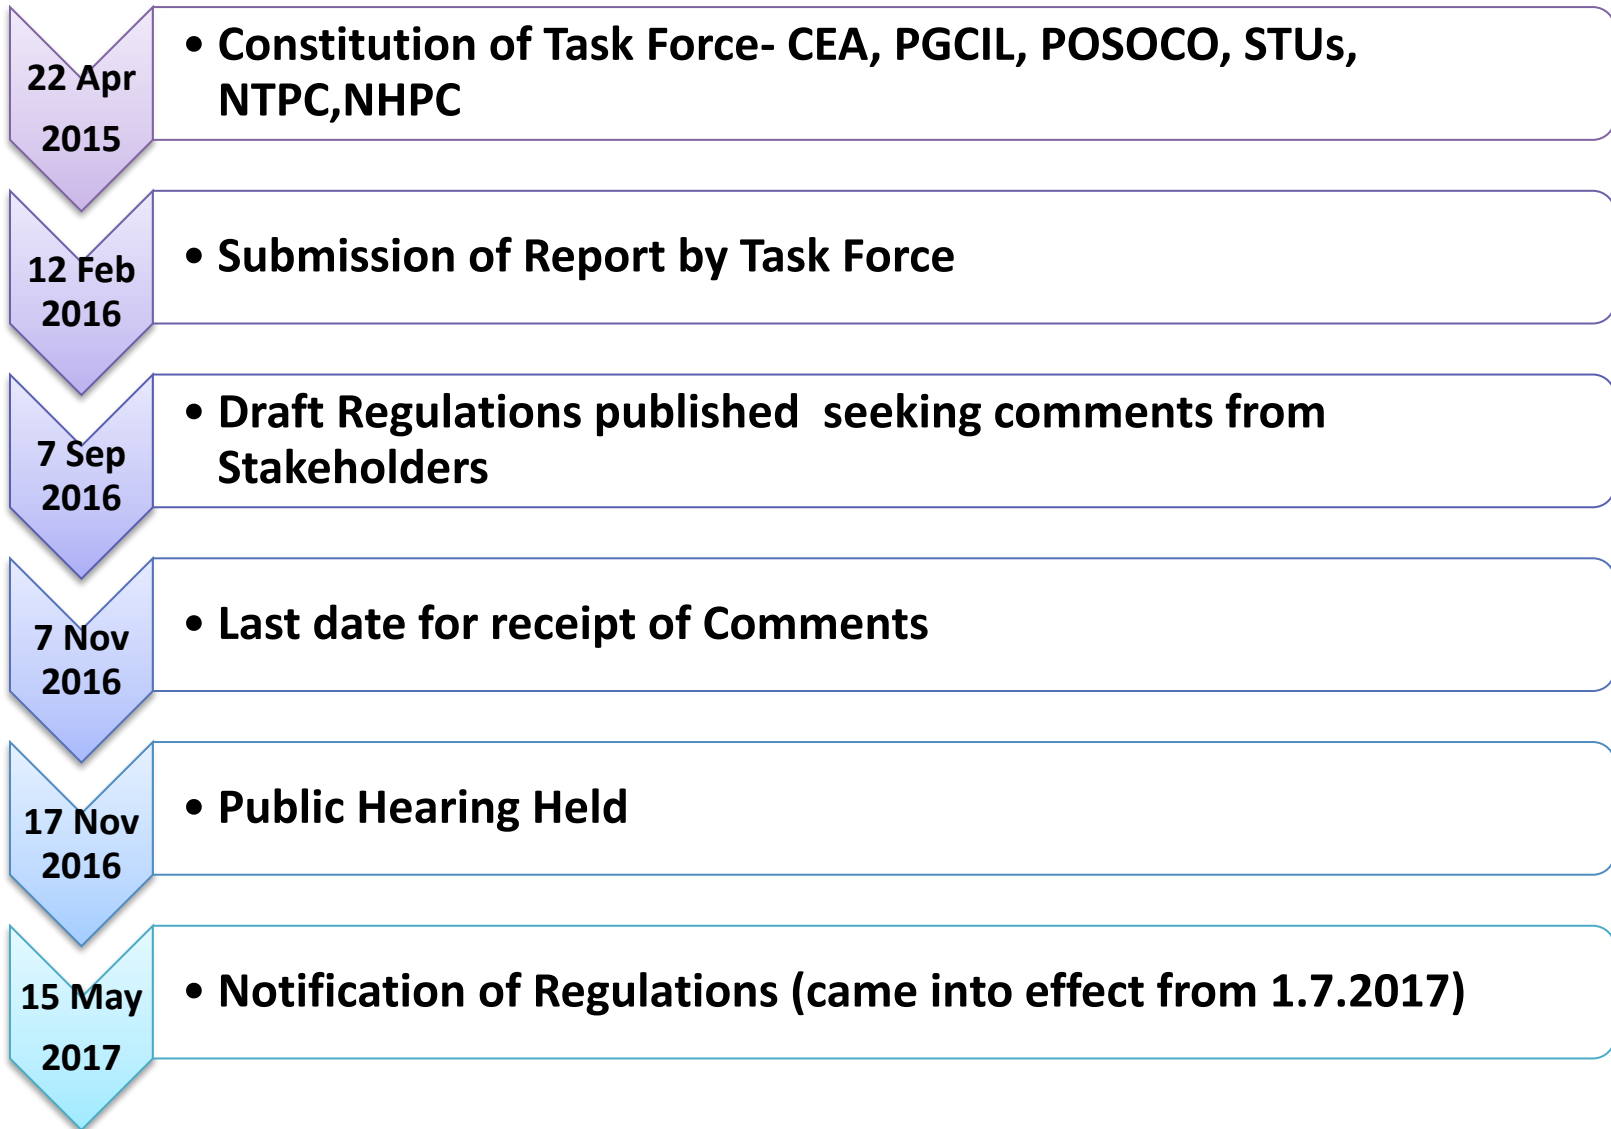 22 Apr
2015
• Constitution of Task Force- CEA, PGCIL, POSOCO, STUs,
NTPC,NHPC
12 Feb
2016
• Submission of Report by Task Force
7 Sep
2016
• Draft Regulations published  seeking comments from
Stakeholders
7 Nov
2016
• Last date for receipt of Comments
17 Nov
2016
• Public Hearing Held
15 May
2017
• Notification of Regulations (came into effect from 1.7.2017)